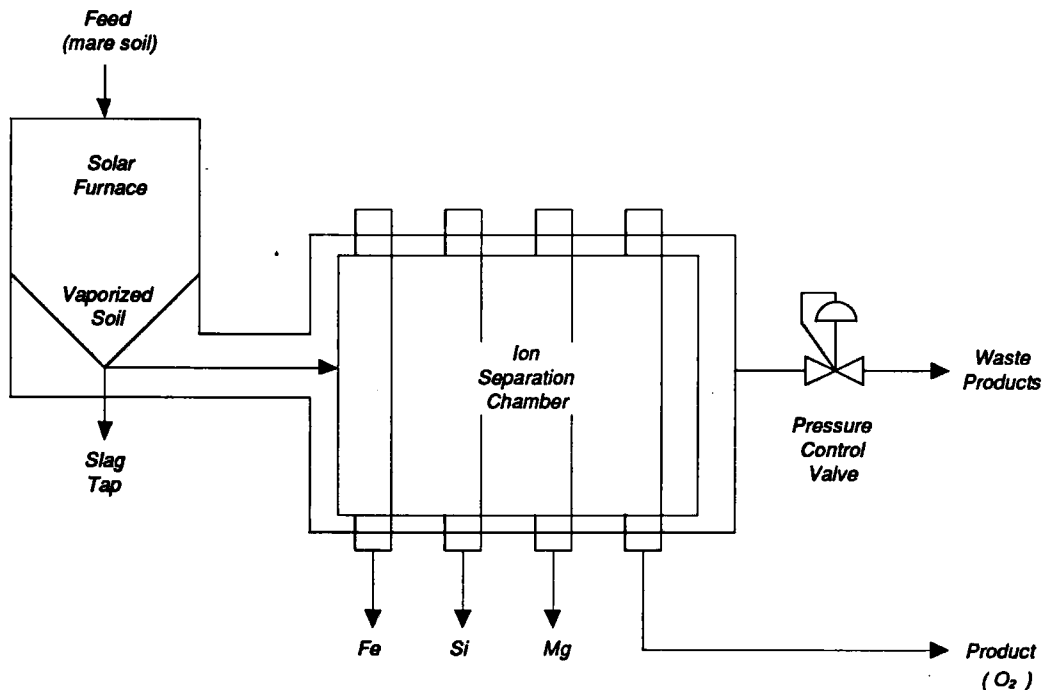 Feed
(mare soil)
Solar
Furnace
Vaporized
Soil
Slag
Tap
Ion
Separation
Chamber
Pressure
Control
Valve
Waste
Products
Fe
Si
Mg
Product
( O₂ )